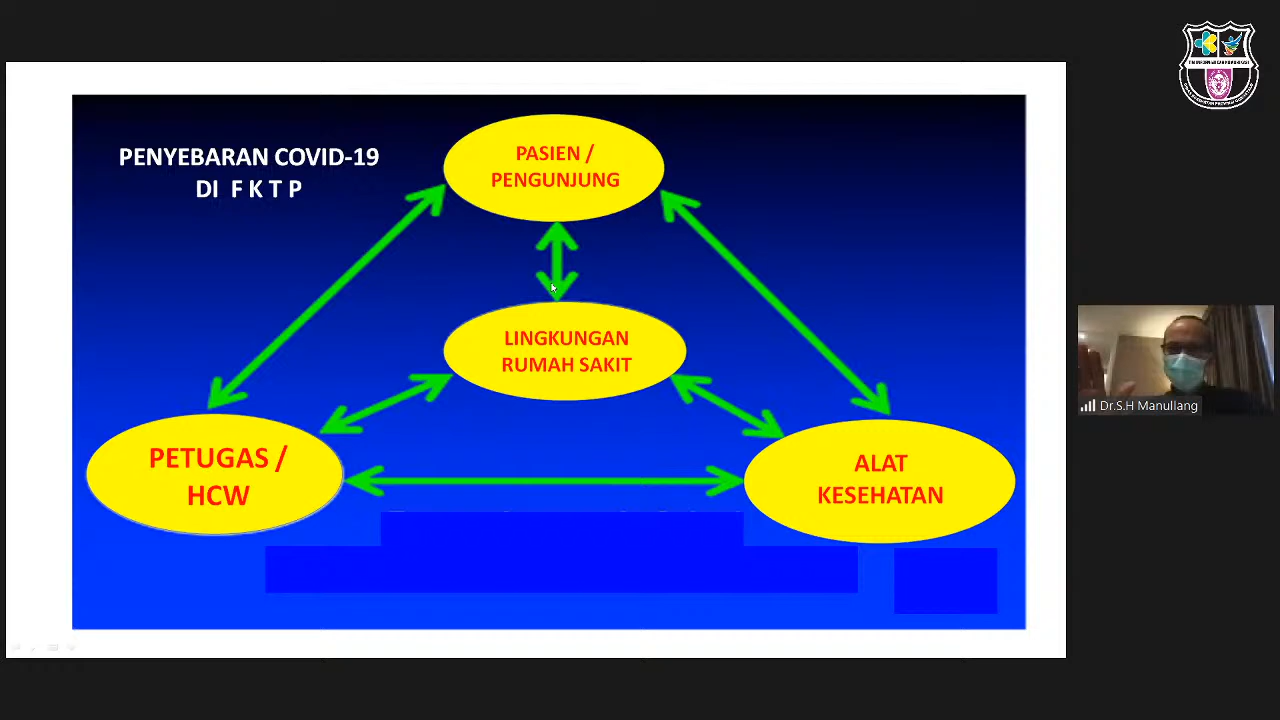 PENYEBARAN COVID-19
DI F K T P
PASIEN /
PENGUNJUNG
LINGKUNGAN
RUMAH SAKIT
PETUGAS /
HCW
ALAT
KESEHATAN
Dr.S.H Manullang